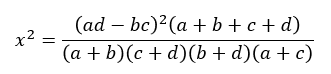 x² = (ad − bc)²(a + b + c + d) / (a + b)(c + d)(b + d)(a + c)